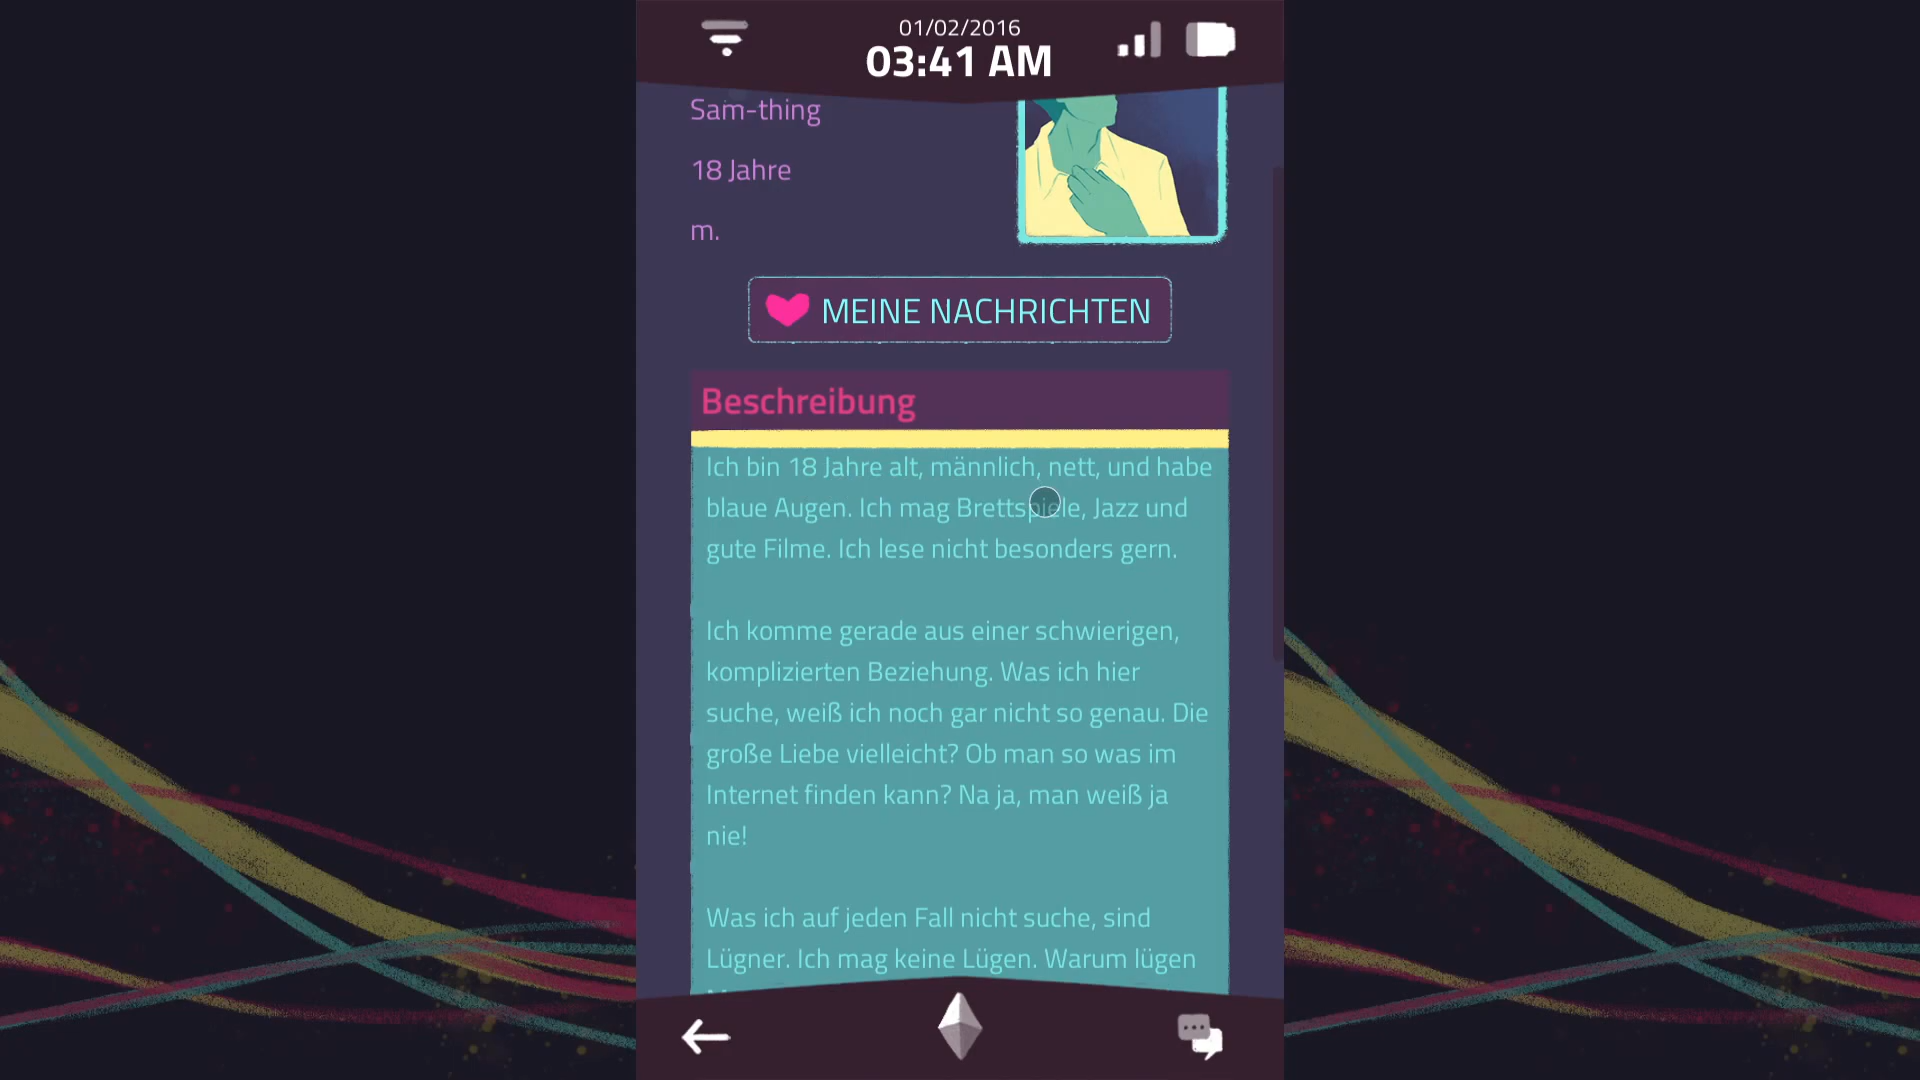 01/02/2016
03:41 AM
Sam-thing
18 Jahre
m.
MEINE NACHRICHTEN
Beschreibung
Ich bin 18 Jahre alt, männlich, nett, und habe
blaue Augen. Ich mag Brettspiele, Jazz und
gute Filme. Ich lese nicht besonders gern.
Ich komme gerade aus einer schwierigen,
komplizierten Beziehung. Was ich hier
suche, weiß ich noch gar nicht so genau. Die
große Liebe vielleicht? Ob man so was im
Internet finden kann? Na ja, man weiß ja
nie!
Was ich auf jeden Fall nicht suche, sind
Lügner. Ich mag keine Lügen. Warum lügen